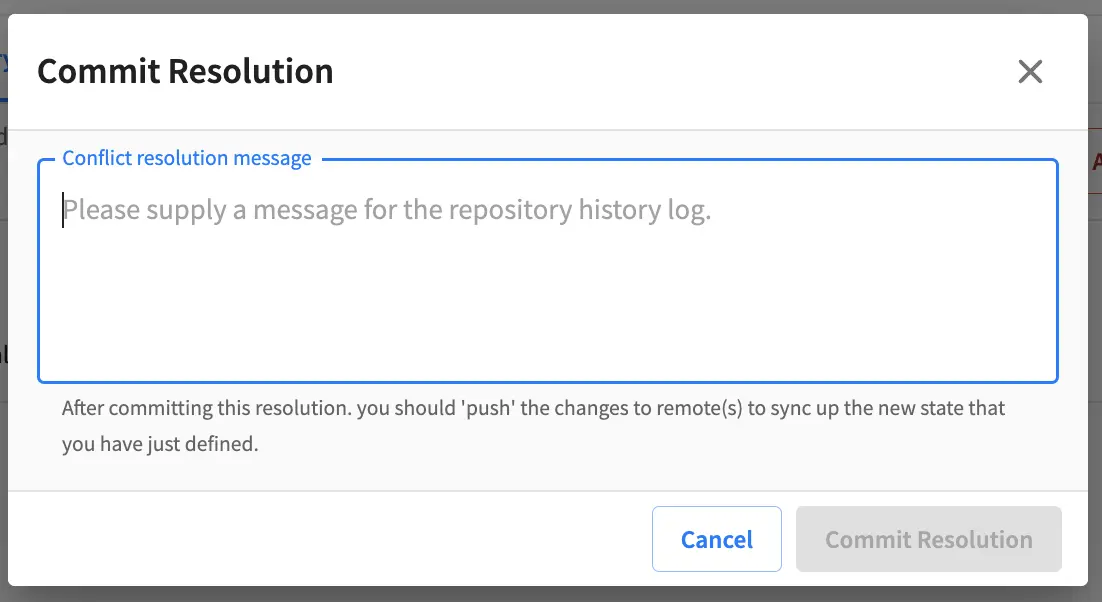 Commit Resolution
Conflict resolution message
Please supply a message for the repository history log.
After committing this resolution. you should 'push' the changes to remote(s) to sync up the new state that
you have just defined.
Cancel
Commit Resolution